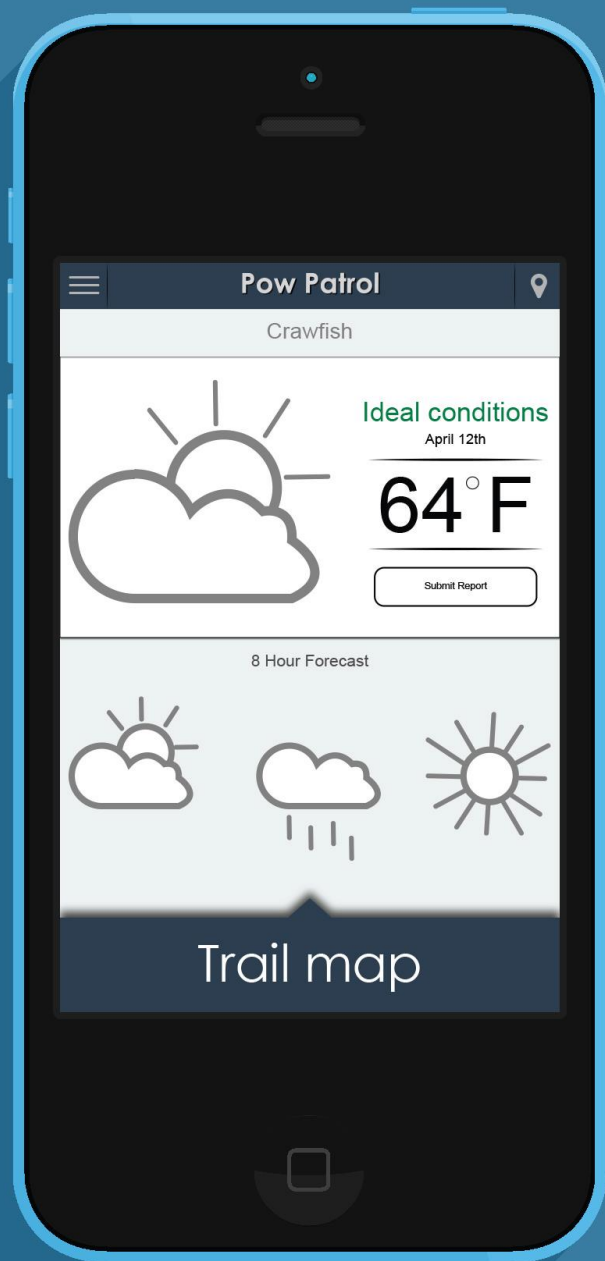 Pow Patrol
Crawfish
Ideal conditions
April 12th
64°F
Submit Report
8 Hour Forecast
Trail map